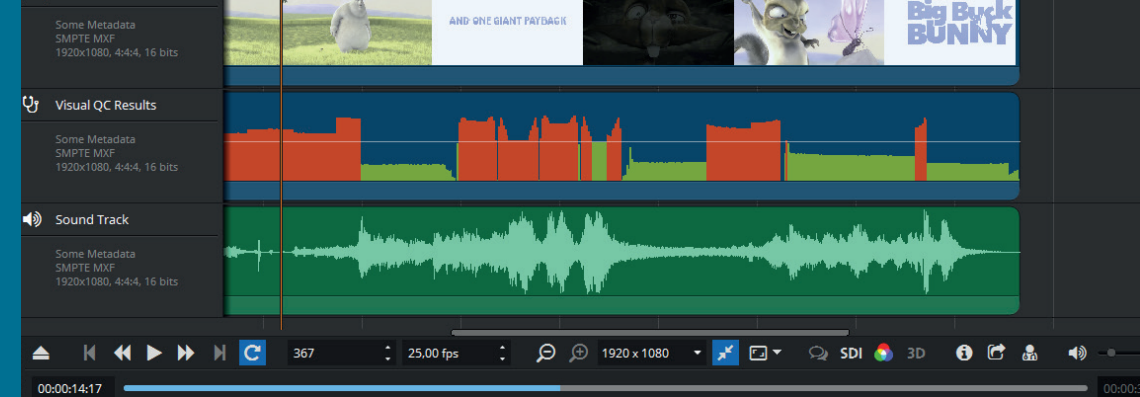 Some Metadata
SMPTE MXF
1920x1080, 4:4:4, 16 bits
AND ONE GIANT PAYBACK
Big Buck
BUNNY
Visual QC Results
Some Metadata
SMPTE MXF
1920x1080, 4:4:4, 16 bits
Sound Track
Some Metadata
SMPTE MXF
1920x1080, 4:4:4, 16 bits
367 25,00 fps 1920 x 1080 SDI 3D
00:00:14:17